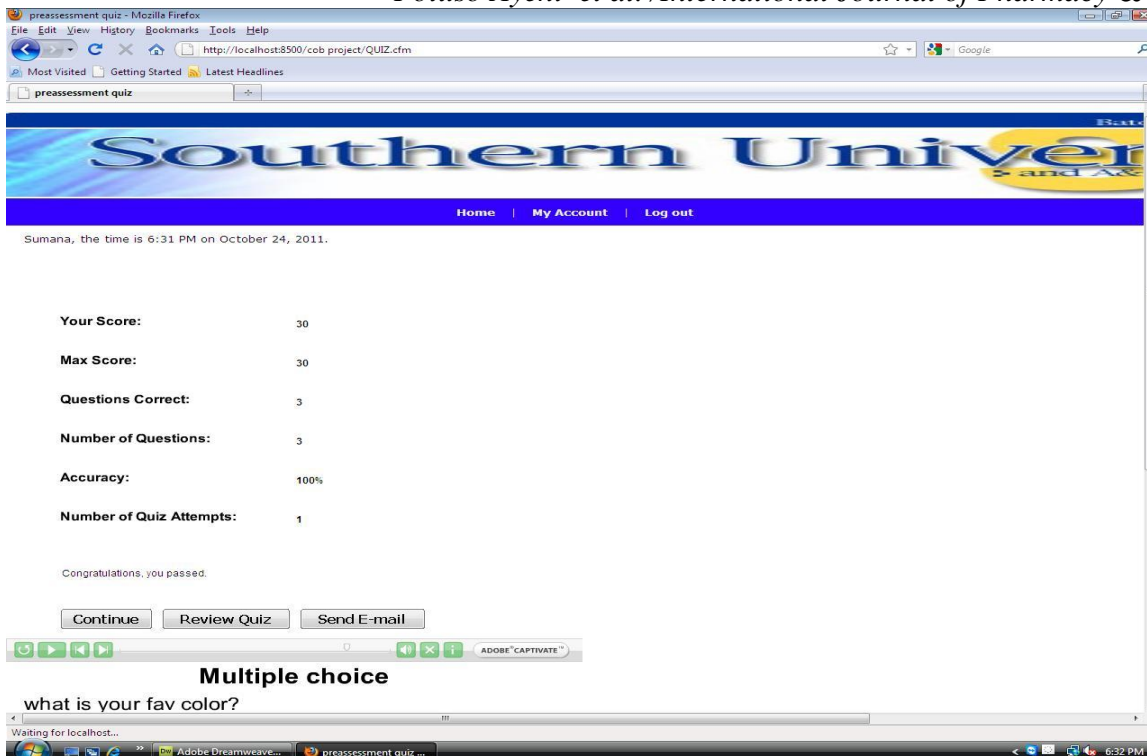 preassessment quiz - Mozilla Firefox
File Edit View History Bookmarks Tools Help
http://localhost:8500/cob project/QUIZ.cfm
Google
Most Visited Getting Started Latest Headlines
preassessment quiz
Southern Univer
and A&
Home | My Account | Log out
Sumana, the time is 6:31 PM on October 24, 2011.
Your Score: 30
Max Score: 30
Questions Correct: 3
Number of Questions: 3
Accuracy: 100%
Number of Quiz Attempts: 1
Congratulations, you passed.
Continue Review Quiz Send E-mail
ADOBE®CAPTIVATE™
Multiple choice
what is your fav color?
Waiting for localhost...
Adobe Dreamweave... preassessment quiz ... 6:32 PM